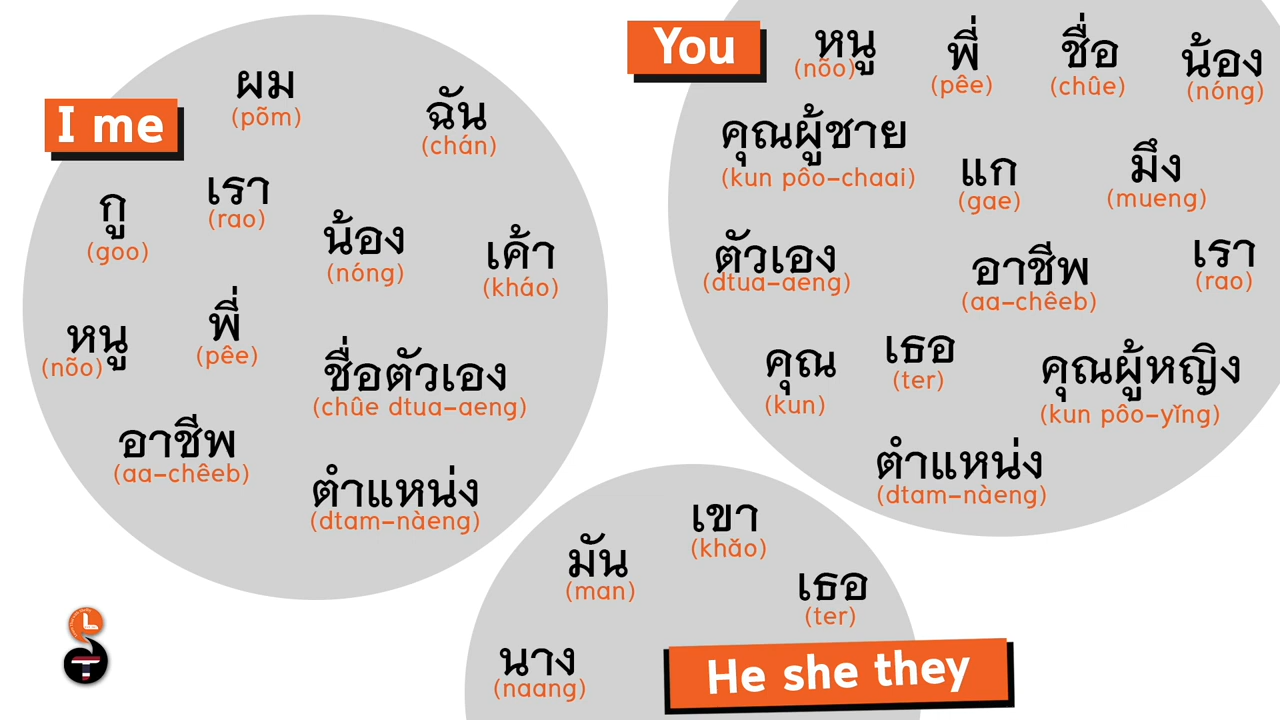 I me
ผม
(põm)
ฉัน
(chán)
กู
(goo)
เรา
(rao)
น้อง
(nóng)
เค้า
(kháo)
หนู
(nõo)
พี่
(pêe)
ชื่อตัวเอง
(chûe dtua-aeng)
อาชีพ
(aa-chêeb)
ตำแหน่ง
(dtam-nàeng)
You
หนู
(nõo)
พี่
(pêe)
ชื่อ
(chûe)
น้อง
(nóng)
คุณผู้ชาย
(kun pôo-chaai)
แก
(gae)
มึง
(mueng)
ตัวเอง
(dtua-aeng)
อาชีพ
(aa-chêeb)
เรา
(rao)
คุณ
(kun)
เธอ
(ter)
คุณผู้หญิง
(kun pôo-yǐng)
ตำแหน่ง
(dtam-nàeng)
เขา
(khǎo)
มัน
(man)
เธอ
(ter)
นาง
(naang)
He she they